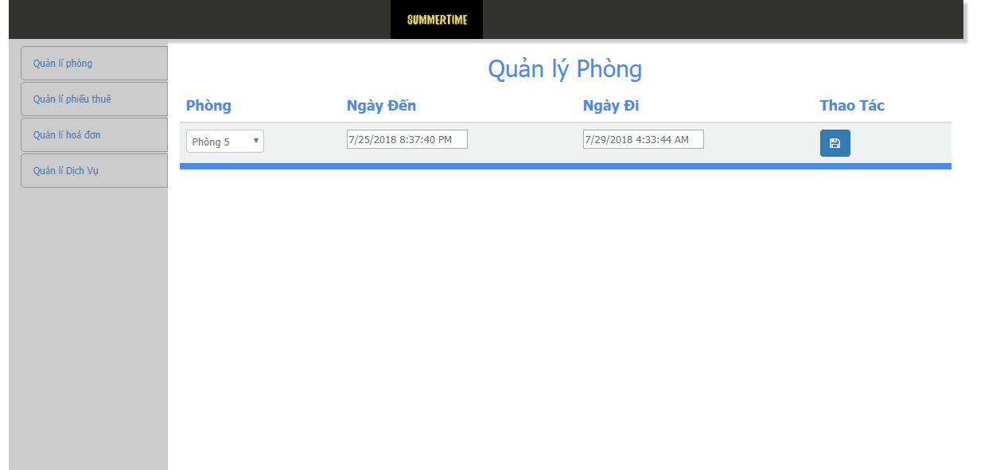 SUMMERTIME
Quản lí phòng
Quản lí phiếu thuê
Quản lí hoá đơn
Quản lí Dịch Vụ
Quản lý Phòng
Phòng Ngày Đến Ngày Đi Thao Tác
Phòng 5 7/25/2018 8:37:40 PM 7/29/2018 4:33:44 AM